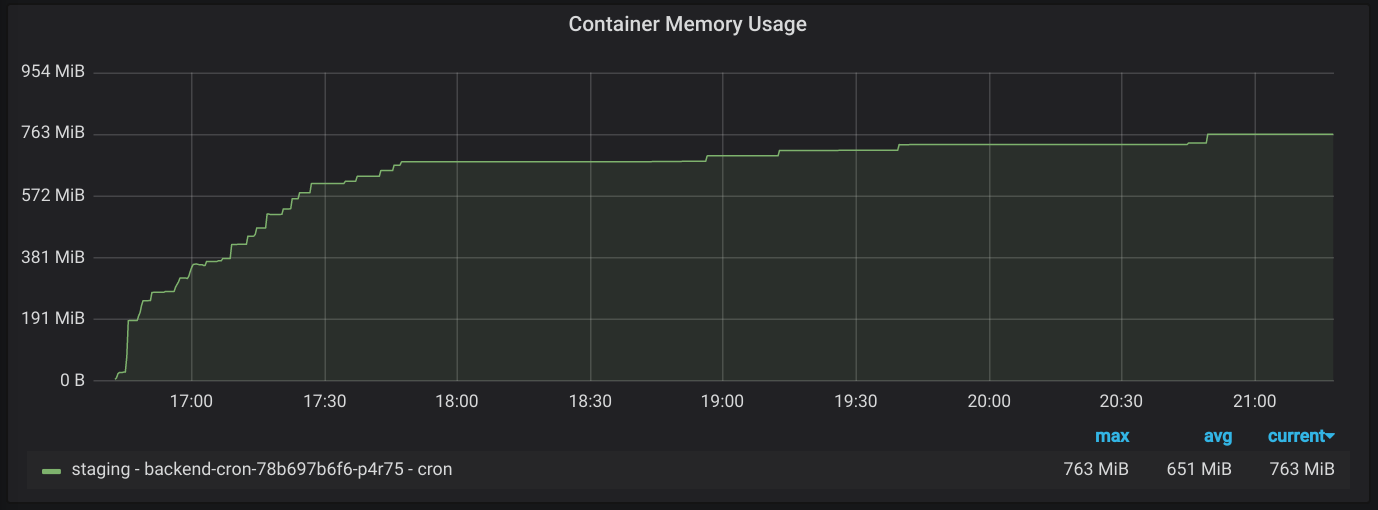 Container Memory Usage
954 MiB
763 MiB
572 MiB
381 MiB
191 MiB
0 B
17:00 17:30 18:00 18:30 19:00 19:30 20:00 20:30 21:00
max avg current
staging - backend-cron-78b697b6f6-p4r75 - cron 763 MiB 651 MiB 763 MiB